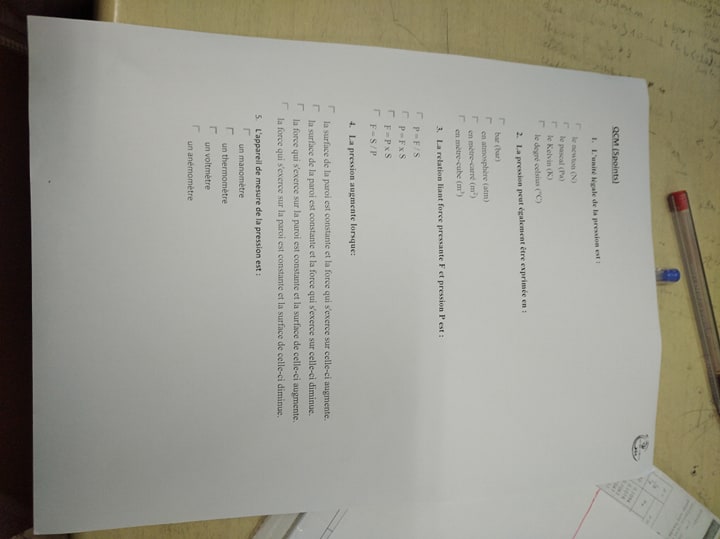 QCM (5points)
1. L'unité légale de la pression est :
le newton (N)
le pascal (Pa)
le Kelvin (K)
le degré celsius (°C)
2. La pression peut également être exprimée en :
bar (bar)
en atmosphère (atm)
en mètre-carré (m²)
en mètre-cube (m³)
3. La relation liant force pressante F et pression P est :
P = F / S
P = F x S
F = P x S
F = S / P
4. La pression augmente lorsque:
la surface de la paroi est constante et la force qui s'exerce sur celle-ci augmente.
la surface de la paroi est constante et la force qui s'exerce sur celle-ci diminue.
la force qui s'exerce sur la paroi est constante et la surface de celle-ci augmente.
la force qui s'exerce sur la paroi est constante et la surface de celle-ci diminue.
5. L'appareil de mesure de la pression est :
un manomètre
un thermomètre
un voltmètre
un anémomètre